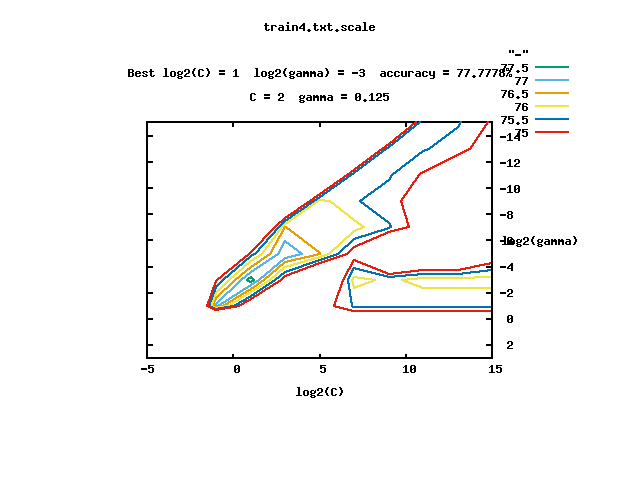 train4.txt.scale
"-"
Best log2(C) = 1  log2(gamma) = -3  accuracy = 77.7778%
77.5
77
C = 2  gamma = 0.125
76.5
76
75.5
75
-14
-12
-10
-8
-6
log2(gamma)
-4
-2
0
2
-5 0 5 10 15
log2(C)